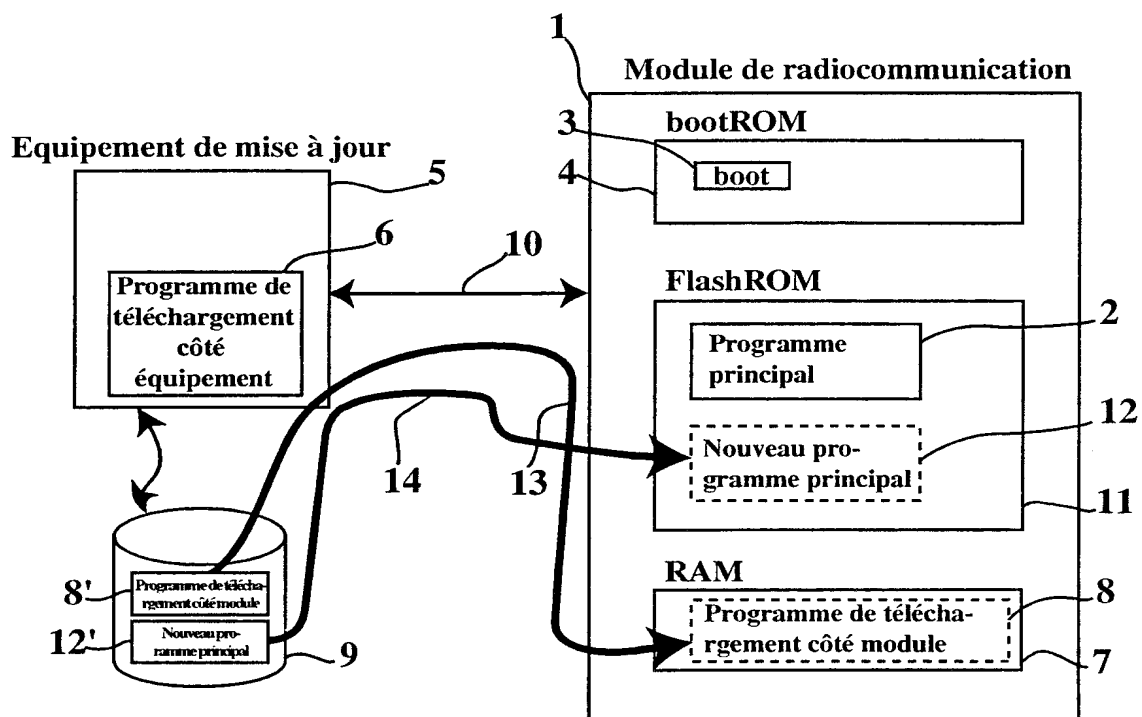 1
Module de radiocommunication
bootROM
3
boot
4
Equipement de mise à jour
5
6
Programme de
téléchargement
côté
équipement
10
FlashROM
2
Programme
principal
12
Nouveau pro-
gramme principal
11
14
13
RAM
8
Programme de télécha-
rgement côté module
7
8'
Programme de télécha-
rgement côté module
12'
Nouveau pro-
ramme principal
9